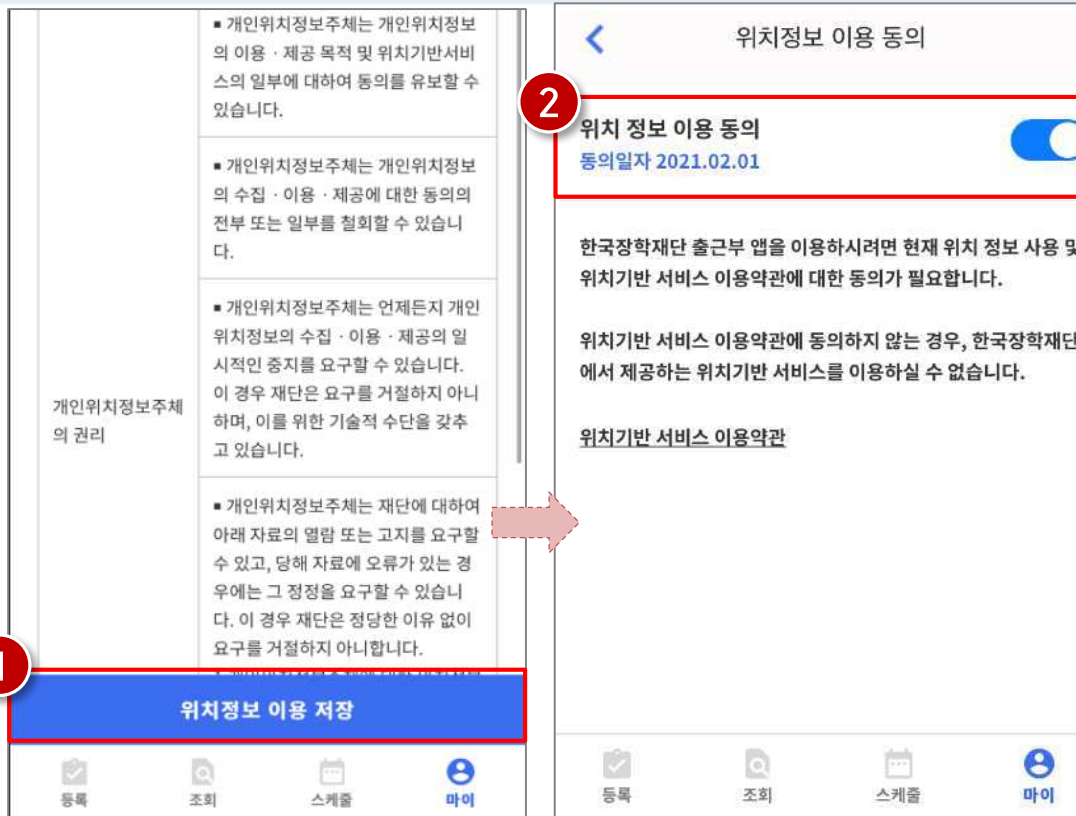 ■ 개인위치정보주체는 개인위치정보
의 이용 · 제공 목적 및 위치기반서비
스의 일부에 대하여 동의를 유보할 수
있습니다.
■ 개인위치정보주체는 개인위치정보
의 수집 · 이용 · 제공에 대한 동의의
전부 또는 일부를 철회할 수 있습니
다.
■ 개인위치정보주체는 언제든지 개인
위치정보의 수집 · 이용 · 제공의 일
시적인 중지를 요구할 수 있습니다.
이 경우 재단은 요구를 거절하지 아니
하며, 이를 위한 기술적 수단을 갖추
고 있습니다.
개인위치정보주체
의 권리
■ 개인위치정보주체는 재단에 대하여
아래 자료의 열람 또는 고지를 요구할
수 있고, 당해 자료에 오류가 있는 경
우에는 그 정정을 요구할 수 있습니
다. 이 경우 재단은 정당한 이유 없이
요구를 거절하지 아니합니다.
1
위치정보 이용 저장
등록
조회
스케줄
마이
위치정보 이용 동의
2
위치 정보 이용 동의
동의일자 2021.02.01
한국장학재단 출근부 앱을 이용하시려면 현재 위치 정보 사용 및
위치기반 서비스 이용약관에 대한 동의가 필요합니다.
위치기반 서비스 이용약관에 동의하지 않는 경우, 한국장학재단
에서 제공하는 위치기반 서비스를 이용하실 수 없습니다.
위치기반 서비스 이용약관
등록
조회
스케줄
마이